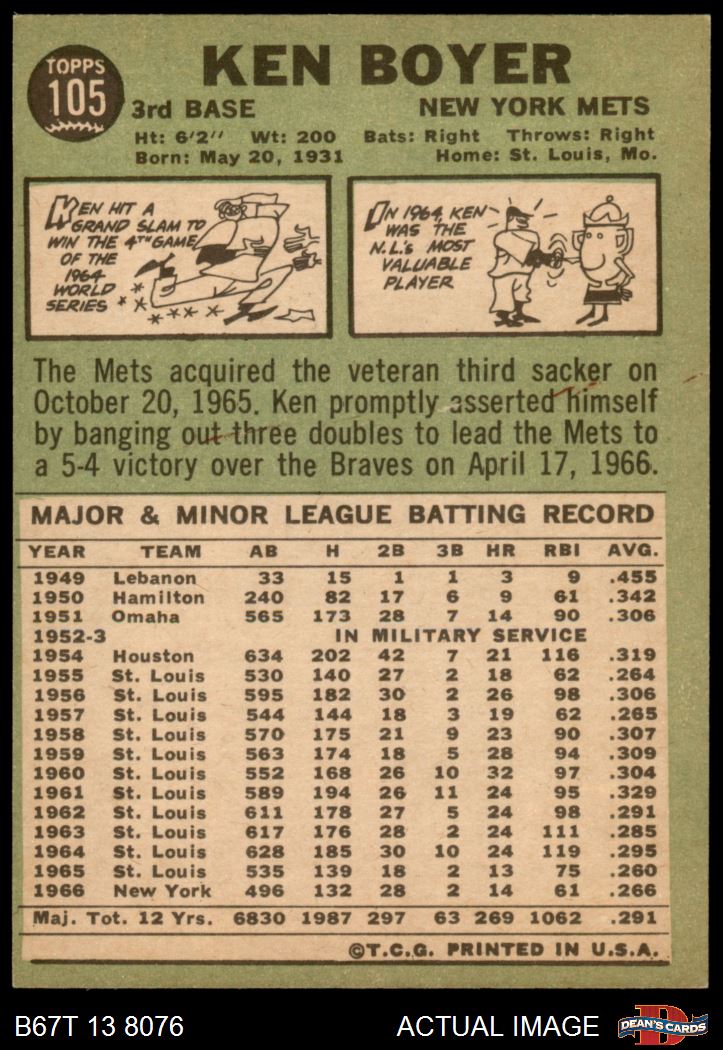 TOPPS
105
KEN BOYER
3rd BASE NEW YORK METS
Ht: 6'2" Wt: 200 Bats: Right Throws: Right
Born: May 20, 1931 Home: St. Louis, Mo.
KEN HIT A
GRAND SLAM TO
WIN THE 4TH GAME
OF THE
1964
WORLD
SERIES
IN 1964, KEN
WAS THE
N.L.'s MOST
VALUABLE
PLAYER
The Mets acquired the veteran third sacker on
October 20, 1965. Ken promptly asserted himself
by banging out three doubles to lead the Mets to
a 5-4 victory over the Braves on April 17, 1966.
MAJOR & MINOR LEAGUE BATTING RECORD
YEAR TEAM AB H 2B 3B HR RBI AVG.
1949 Lebanon 33 15 1 1 3 9 .455
1950 Hamilton 240 82 17 6 9 61 .342
1951 Omaha 565 173 28 7 14 90 .306
1952-3 IN MILITARY SERVICE
1954 Houston 634 202 42 7 21 116 .319
1955 St. Louis 530 140 27 2 18 62 .264
1956 St. Louis 595 182 30 2 26 98 .306
1957 St. Louis 544 144 18 3 19 62 .265
1958 St. Louis 570 175 21 9 23 90 .307
1959 St. Louis 563 174 18 5 28 94 .309
1960 St. Louis 552 168 26 10 32 97 .304
1961 St. Louis 589 194 26 11 24 95 .329
1962 St. Louis 611 178 27 5 24 98 .291
1963 St. Louis 617 176 28 2 24 111 .285
1964 St. Louis 628 185 30 10 24 119 .295
1965 St. Louis 535 139 18 2 13 75 .260
1966 New York 496 132 28 2 14 61 .266
Maj. Tot. 12 Yrs. 6830 1987 297 63 269 1062 .291
©T.C.G. PRINTED IN U.S.A.
B67T 13 8076 ACTUAL IMAGE
D
DEAN'S CARDS